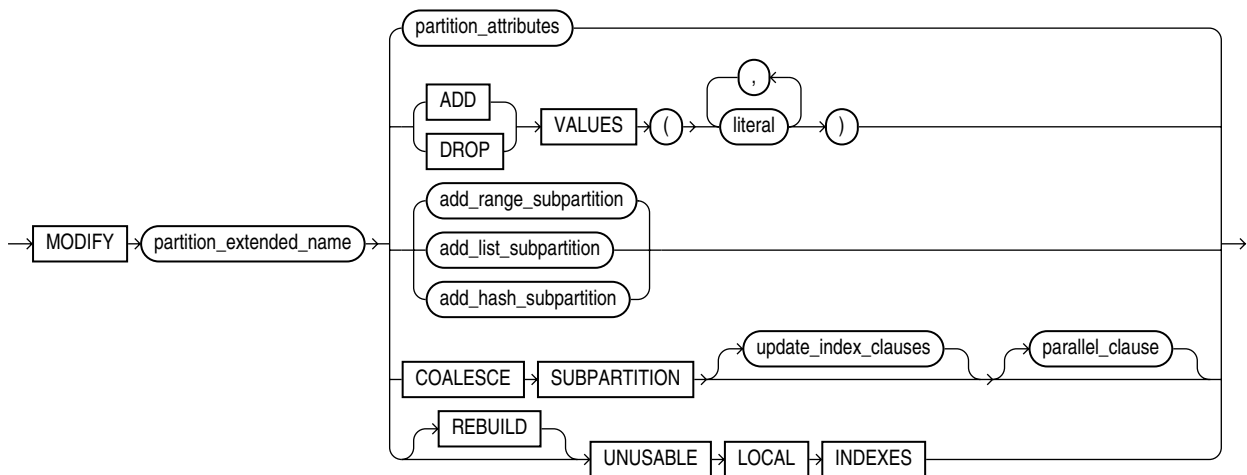 partition_attributes
ADD
DROP
VALUES ( , literal )
add_range_subpartition
MODIFY partition_extended_name add_list_subpartition
add_hash_subpartition
update_index_clauses parallel_clause
COALESCE SUBPARTITION
REBUILD
UNUSABLE LOCAL INDEXES